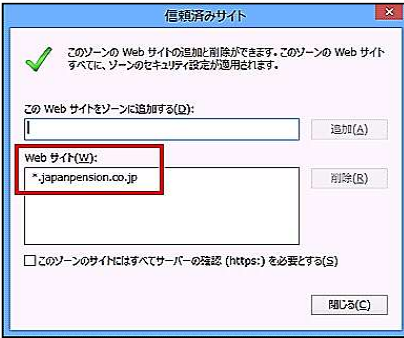 信頼済みサイト
このゾーンの Web サイトの追加と削除ができます。このゾーンの Web サイト
すべてに、ゾーンのセキュリティ設定が適用されます。
この Web サイトをゾーンに追加する(D):
追加(A)
Web サイト(W):
*.japanpension.co.jp
削除(R)
このゾーンのサイトにはすべてサーバーの確認 (https:) を必要とする(S)
閉じる(C)